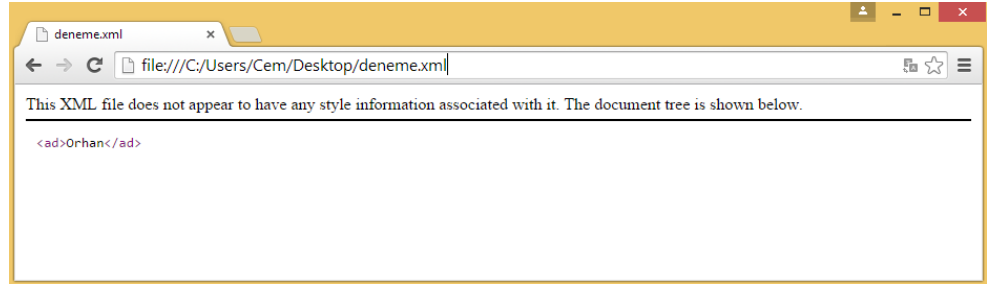 deneme.xml
file:///C:/Users/Cem/Desktop/deneme.xml
This XML file does not appear to have any style information associated with it. The document tree is shown below.
<ad>Orhan</ad>